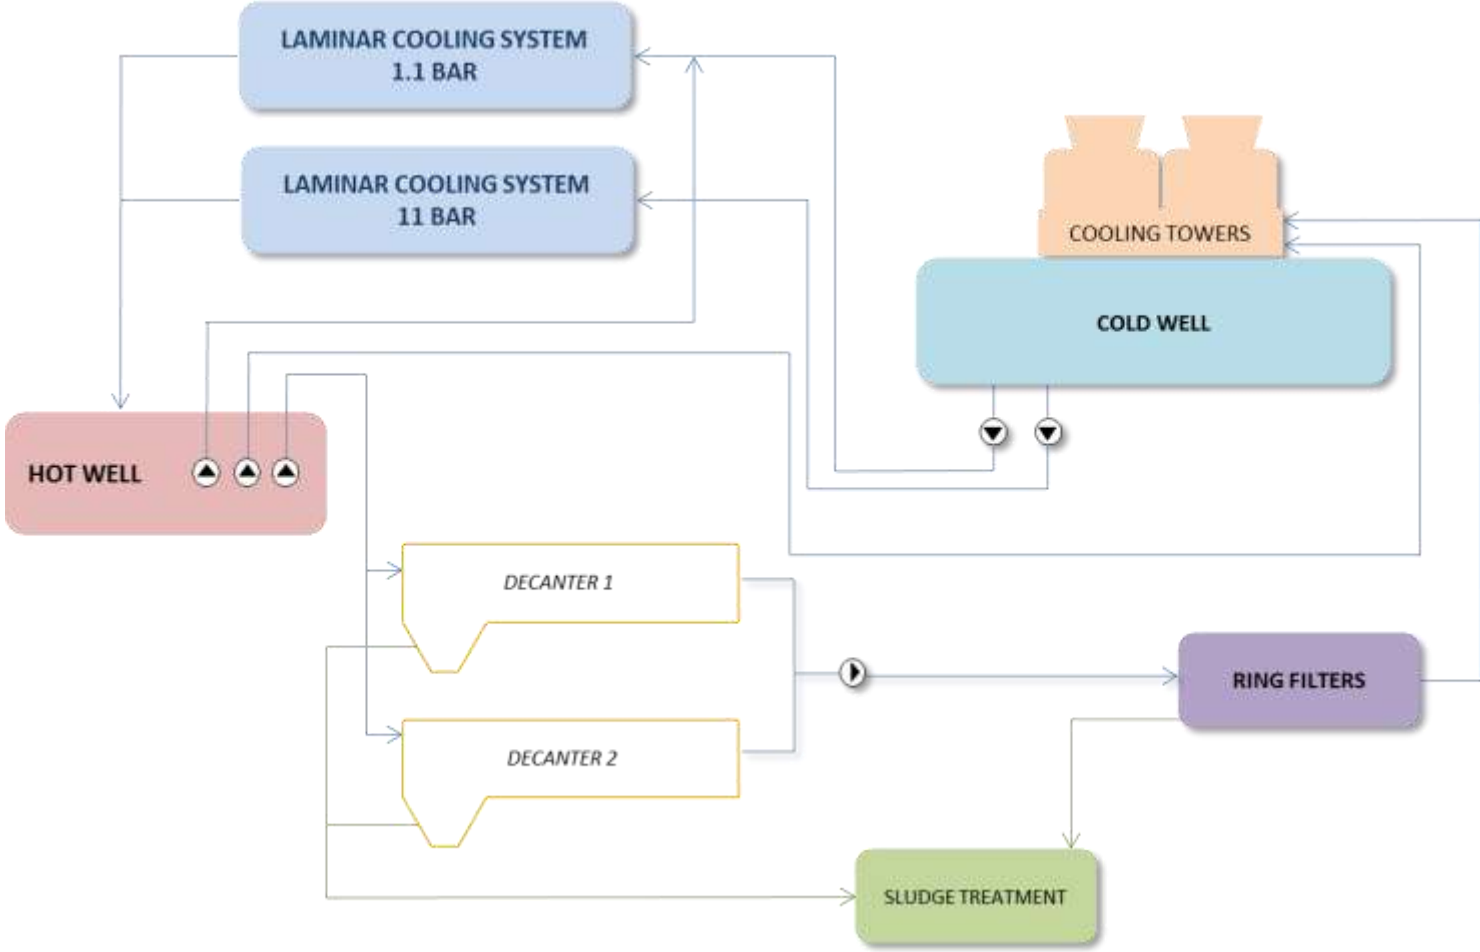 LAMINAR COOLING SYSTEM
1.1 BAR
LAMINAR COOLING SYSTEM
11 BAR
COOLING TOWERS
COLD WELL
HOT WELL
DECANTER 1
RING FILTERS
DECANTER 2
SLUDGE TREATMENT